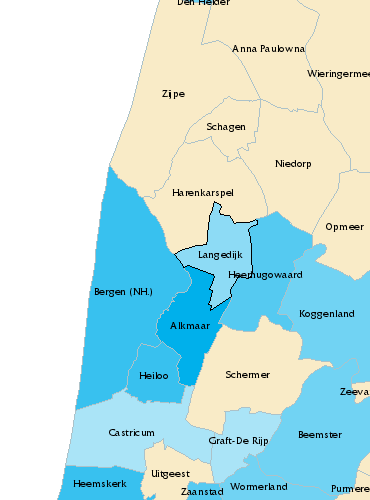 Den Helder
Anna Paulowna
Wieringermee
Zijpe
Schagen
Niedorp
Harenkarspel
Opmeer
Langedijk
Heerhugowaard
Bergen (NH.)
Koggenland
Alkmaar
Heiloo
Schermer
Zeeva
Castricum
Graft-De Rijp
Beemster
Uitgeest
Heemskerk
Wormerland
Zaanstad
Purmere